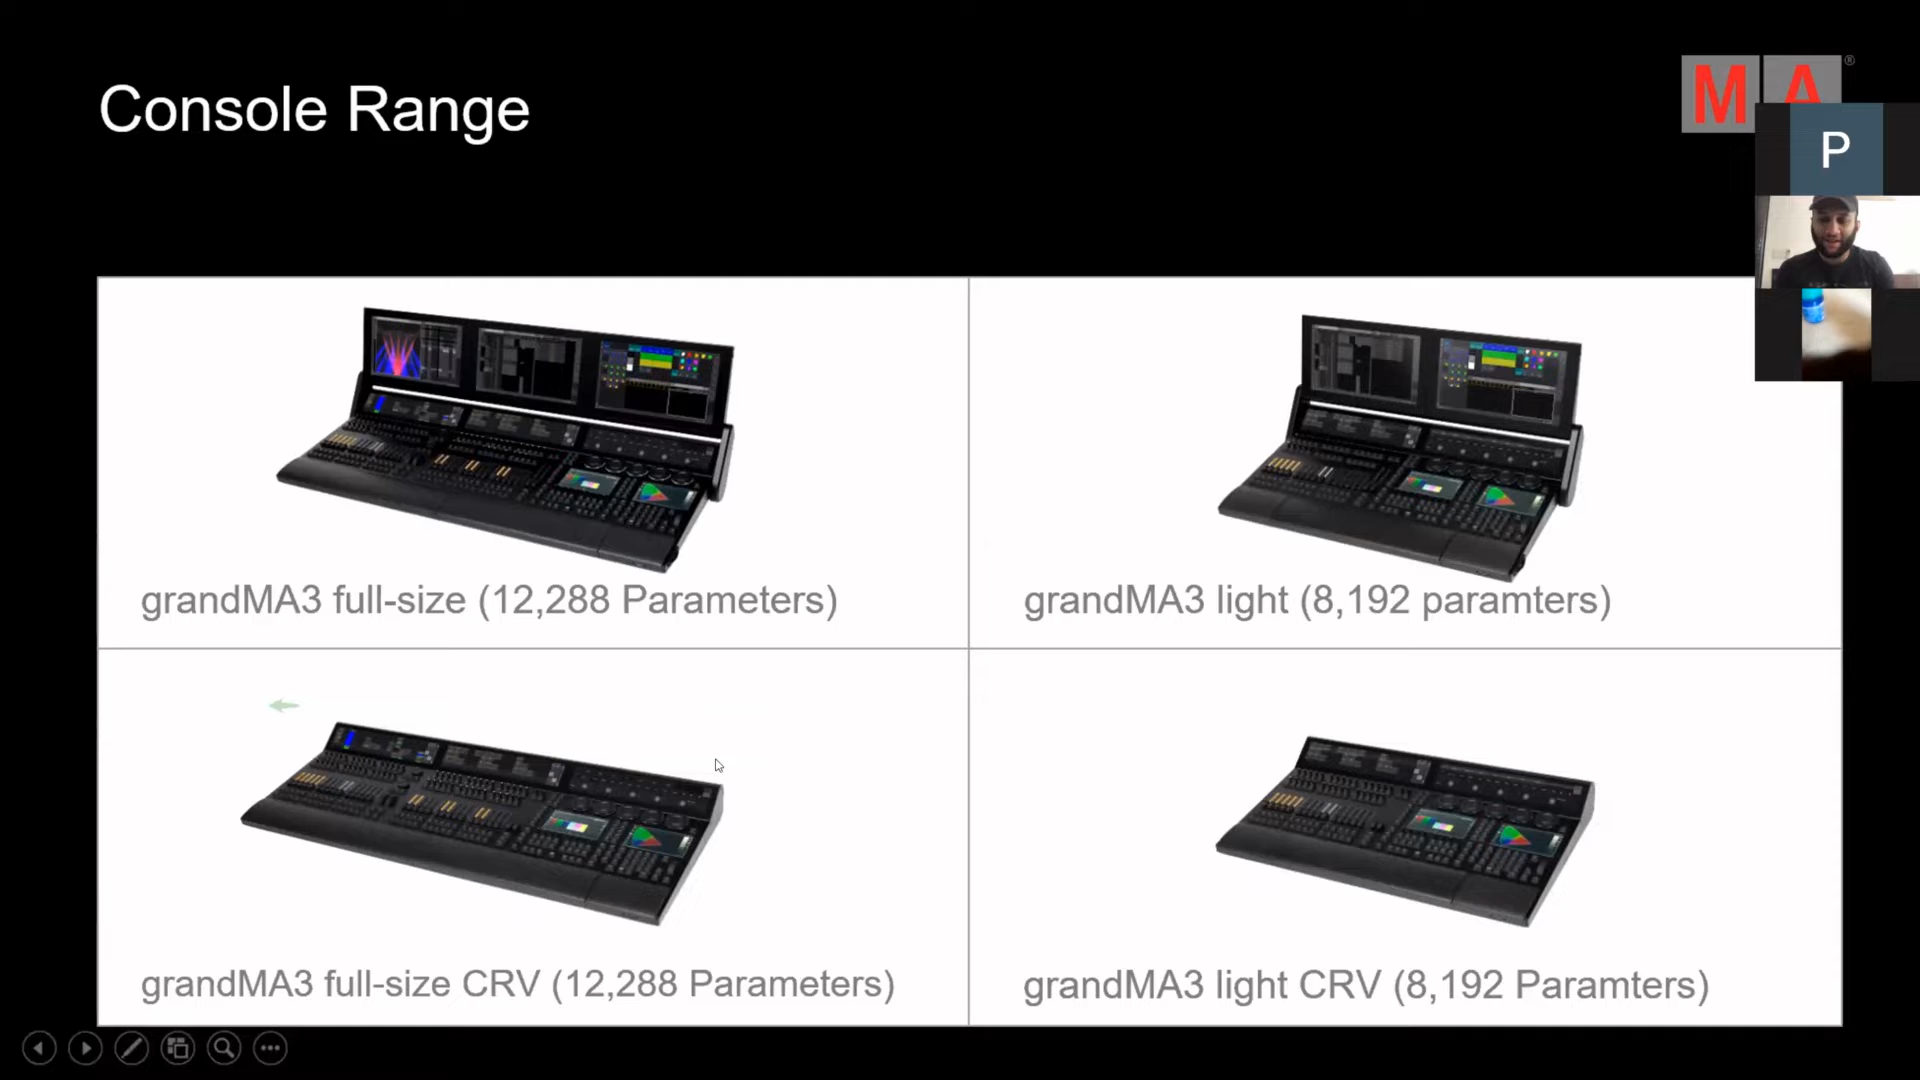 Console Range
MA®
P
grandMA3 full-size (12,288 Parameters)
grandMA3 light (8,192 paramters)
grandMA3 full-size CRV (12,288 Parameters)
grandMA3 light CRV (8,192 Paramters)